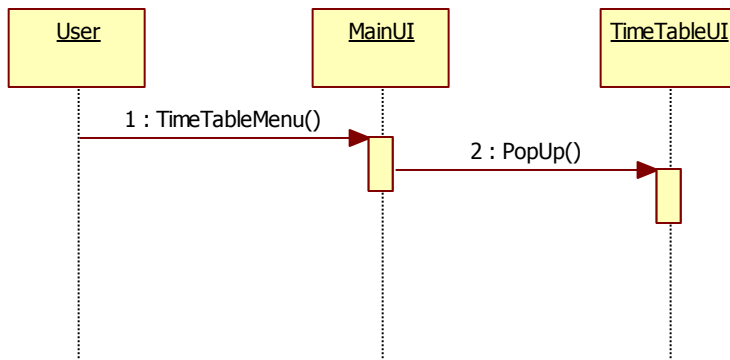 User
MainUI
TimeTableUI
1 : TimeTableMenu()
2 : PopUp()